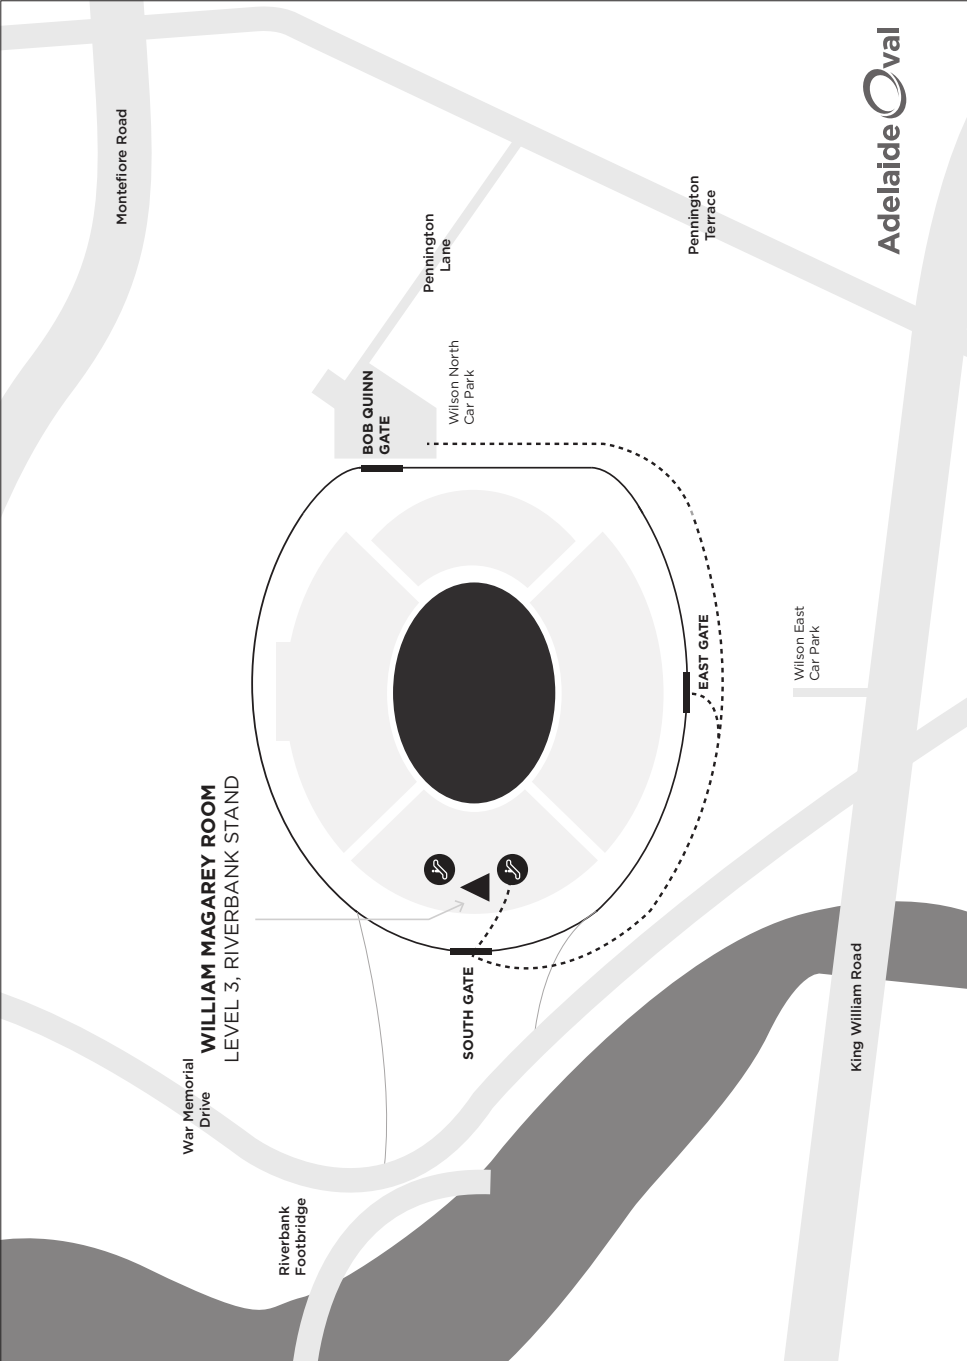 Adelaide Oval
Montefiore Road
Pennington
Lane
Pennington
Terrace
BOB QUINN
GATE
Wilson North
Car Park
EAST GATE
Wilson East
Car Park
WILLIAM MAGAREY ROOM
LEVEL 3, RIVERBANK STAND
SOUTH GATE
King William Road
War Memorial
Drive
Riverbank
Footbridge